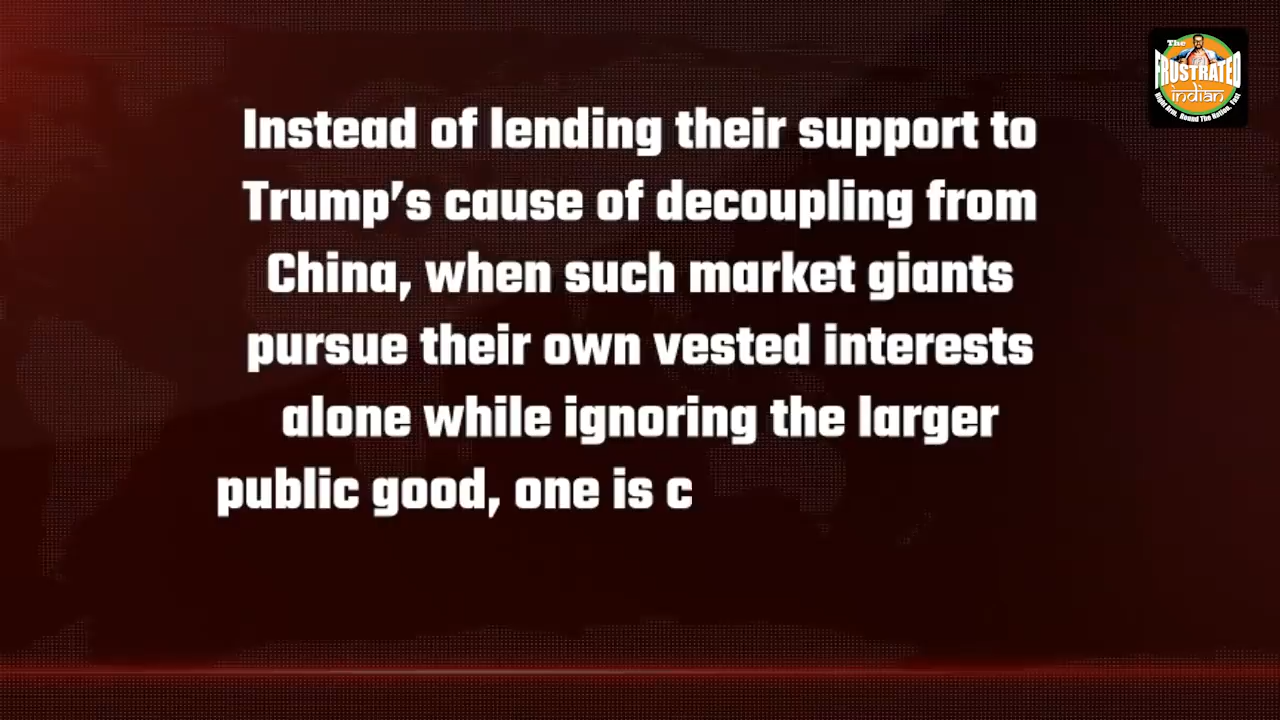 The
FRUSTRATED
indian
Instead of lending their support to
Trump’s cause of decoupling from
China, when such market giants
pursue their own vested interests
alone while ignoring the larger
public good, one is c